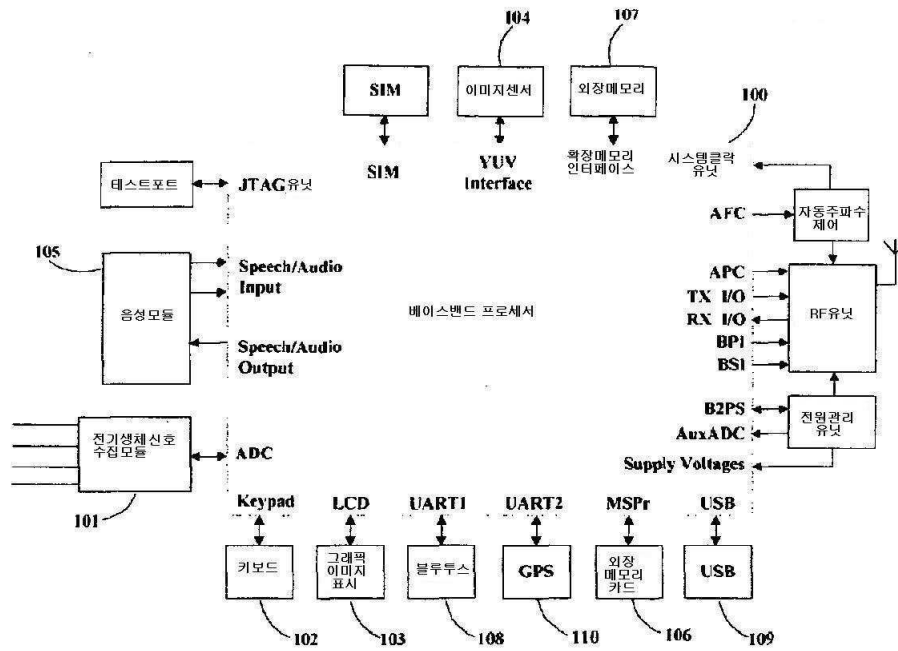 104
107
100
SIM
이미지센서
외장메모리
SIM
YUV
Interface
확장메모리
인터페이스
시스템클락
유닛
테스트포트
JTAG유닛
AFC
자동주파수
제어
105
음성모듈
Speech/Audio
Input
Speech/Audio
Output
베이스밴드 프로세서
APC
TX I/O
RX I/O
BPI
BSI
RF유닛
전기생체신호
수집모듈
101
ADC
B2PS
AuxADC
Supply Voltages
전원관리
유닛
Keypad
LCD
UART1
UART2
MSPr
USB
키보드
그래픽
이미지
표시
블루투스
GPS
외장
메모리
카드
USB
102
103
108
110
106
109